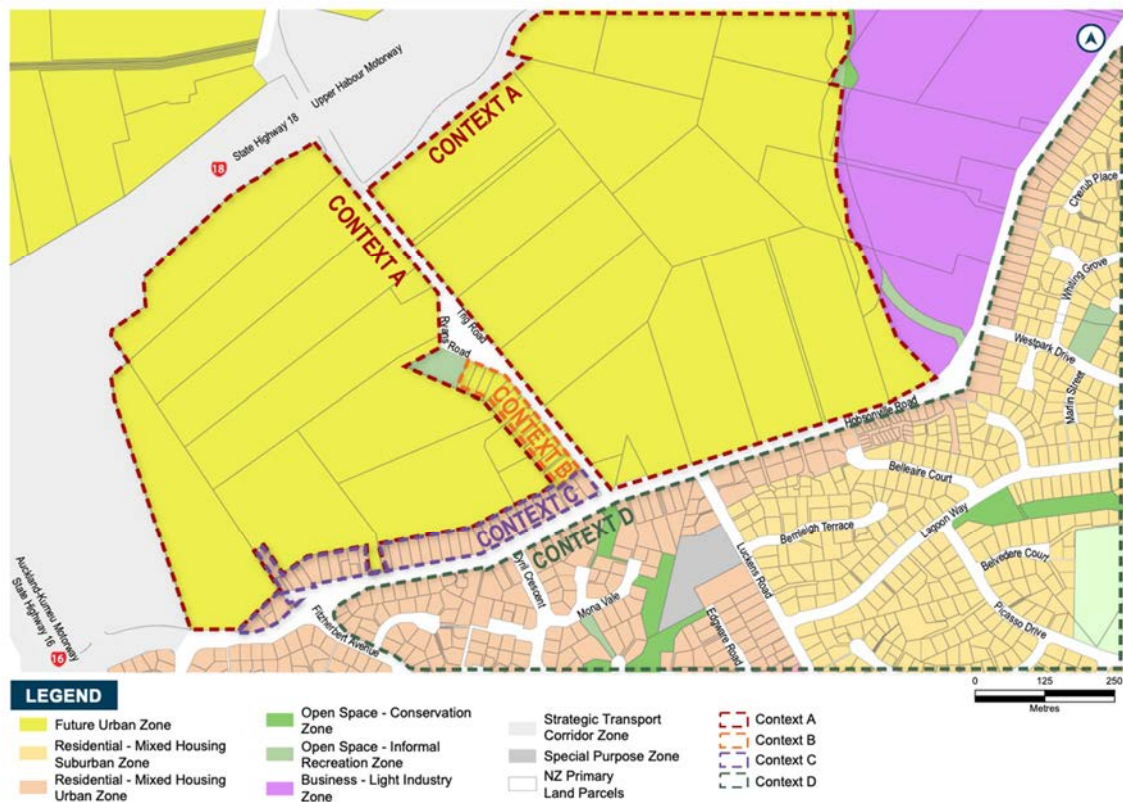 Upper Habour Motorway
State Highway 18
18
CONTEXT A
CONTEXT A
Trig Road
Ryans Road
CONTEXT B
CONTEXT C
CONTEXT D
Hobsonville Road
Cherub Place
Whiting Grove
Westpark Drive
Marlin Street
Belleaire Court
Bernleigh Terrace
Lagoon Way
Belvedere Court
Picasso Drive
Luckens Road
Cyril Crescent
Mona Vale
Edgware Road
Fitzherbert Avenue
Auckland-Kumeu Motorway
State Highway 16
16
0 125 250
Metres
LEGEND
Future Urban Zone
Residential - Mixed Housing
Suburban Zone
Residential - Mixed Housing
Urban Zone
Open Space - Conservation
Zone
Open Space - Informal
Recreation Zone
Business - Light Industry
Zone
Strategic Transport
Corridor Zone
Special Purpose Zone
NZ Primary
Land Parcels
Context A
Context B
Context C
Context D